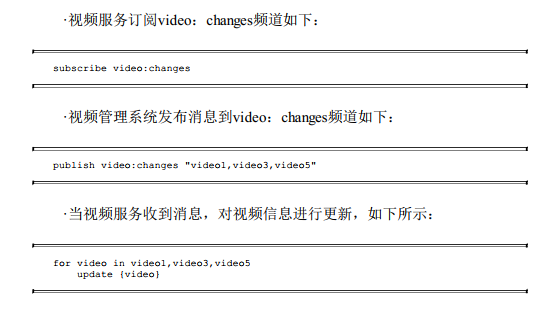 ·视频服务订阅video：changes频道如下：
subscribe video:changes
·视频管理系统发布消息到video：changes频道如下：
publish video:changes "video1,video3,video5"
·当视频服务收到消息，对视频信息进行更新，如下所示：
for video in video1,video3,video5
update {video}